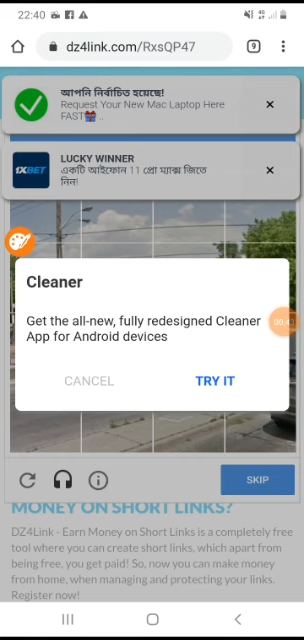 22:40
dz4link.com/RxsQP47
9
আপনি নির্বাচিত হয়েছে!
Request Your New Mac Laptop Here
FAST🎁 ..
1XBET
LUCKY WINNER
একটি আইফোন 11 প্রো ম্যাক্স জিতে
নিন!
Cleaner
Get the all-new, fully redesigned Cleaner
App for Android devices
CANCEL
TRY IT
SKIP
MONEY ON SHORT LINKS?
DZ4Link - Earn Money on Short Links is a completely free
tool where you can create short links, which apart from
being free, you get paid! So, now you can make money
from home, when managing and protecting your links.
Register now!